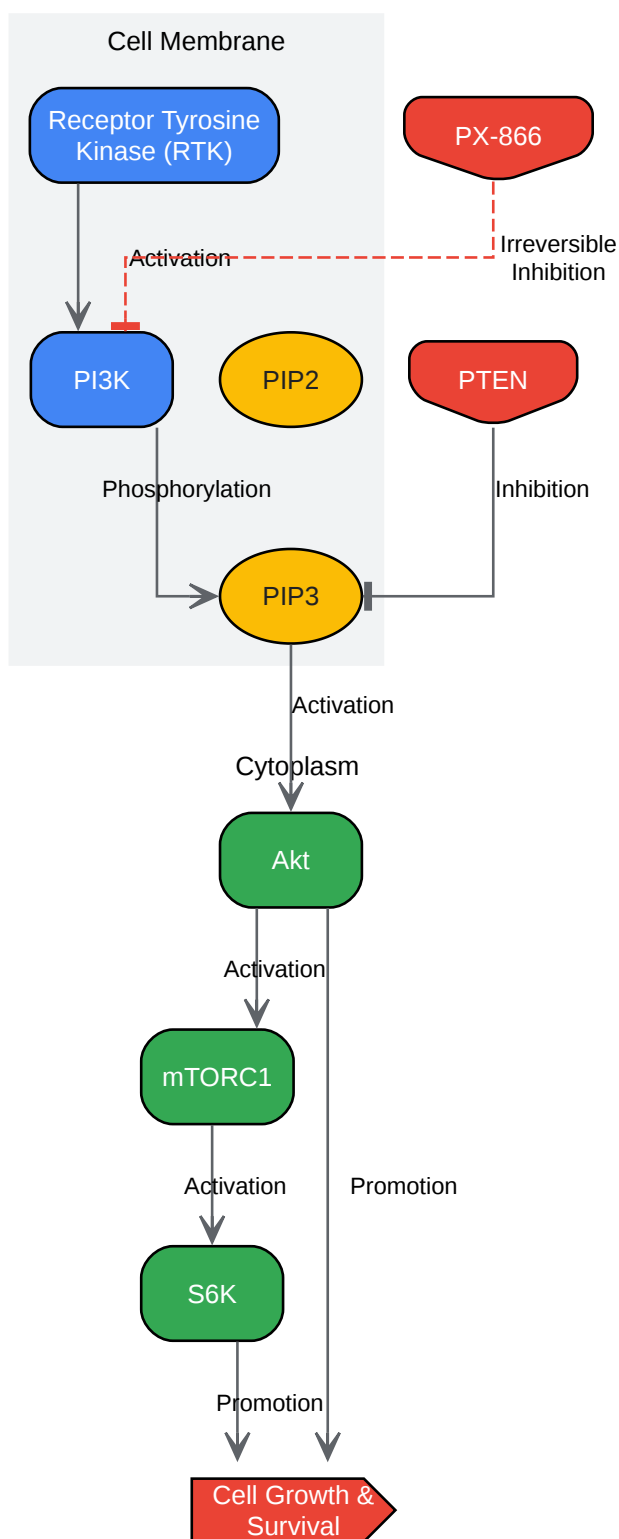 Cell Membrane
Receptor Tyrosine
Kinase (RTK)
PX-866
Activation
Irreversible
Inhibition
PI3K
PIP2
PTEN
Phosphorylation
Inhibition
PIP3
Activation
Cytoplasm
Akt
Activation
mTORC1
Activation
Promotion
S6K
Promotion
Cell Growth &
Survival